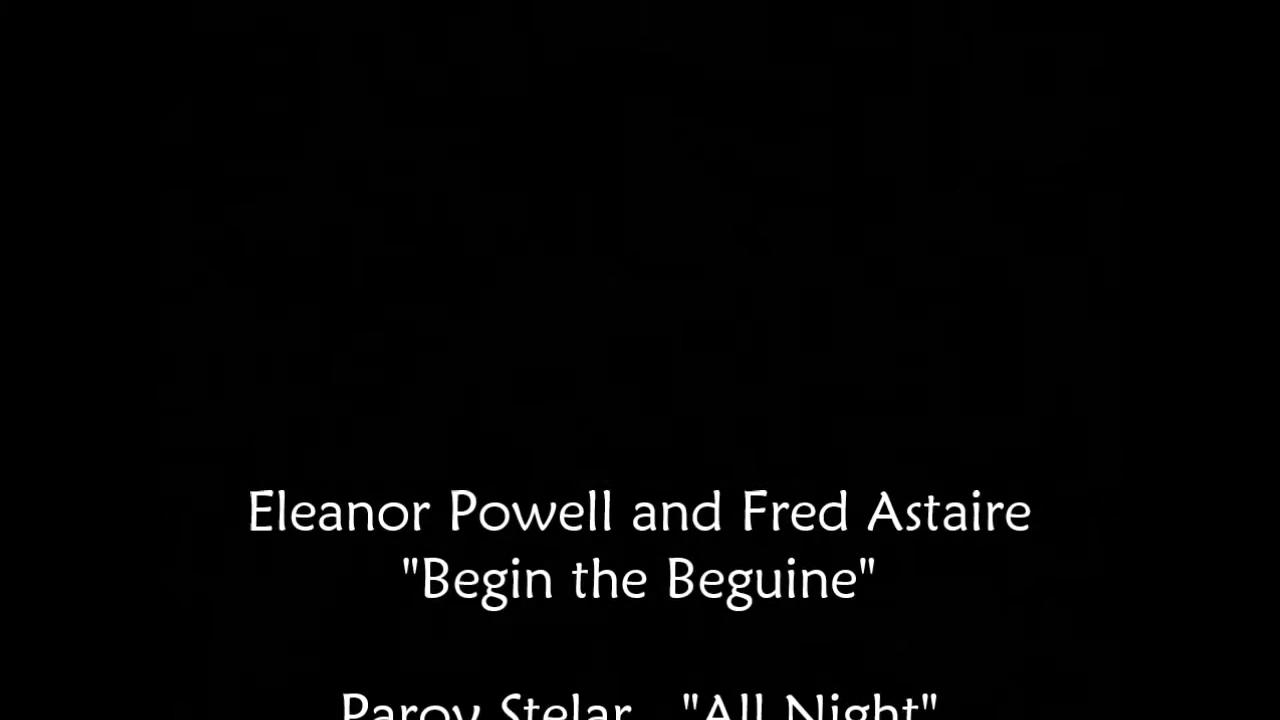 Eleanor Powell and Fred Astaire
"Begin the Beguine"
Parov Stelar "All Night"